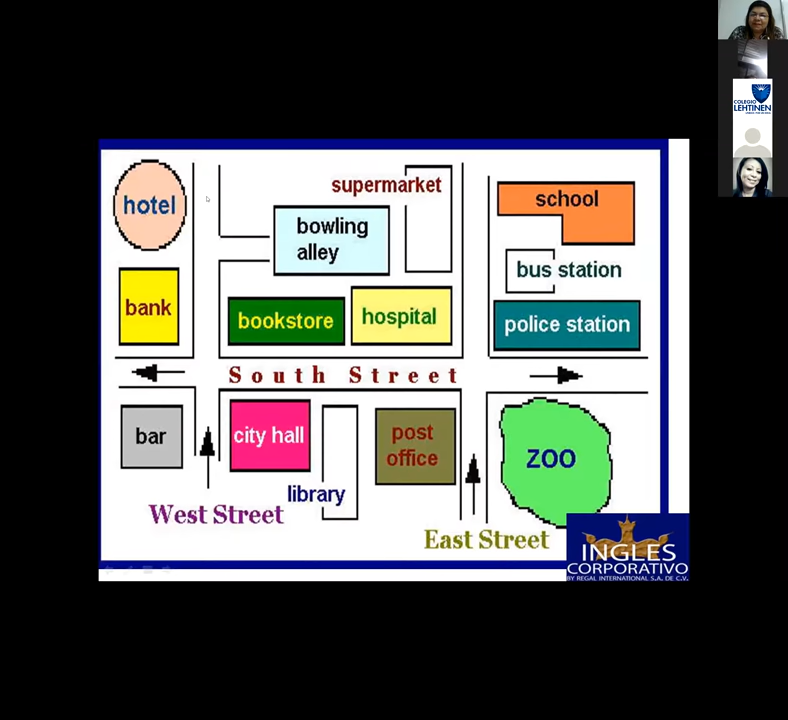 COLEGIO
LEHTINEN
supermarket
hotel
school
bowling
alley
bus station
bank
bookstore
hospital
police station
South Street
bar
city hall
post
office
ZOO
library
West Street
East Street
INGLES
CORPORATIVO
BY REGAL INTERNATIONAL S.A. DE C.V.